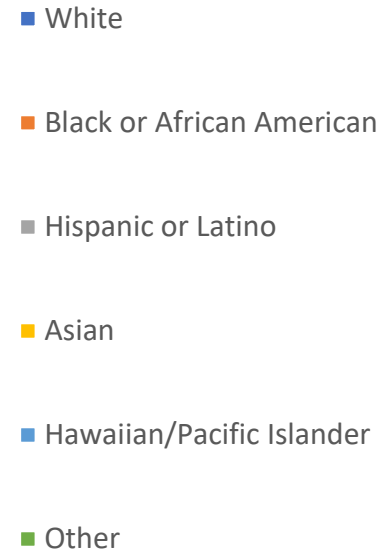 White
Black or African American
Hispanic or Latino
Asian
Hawaiian/Pacific Islander
Other